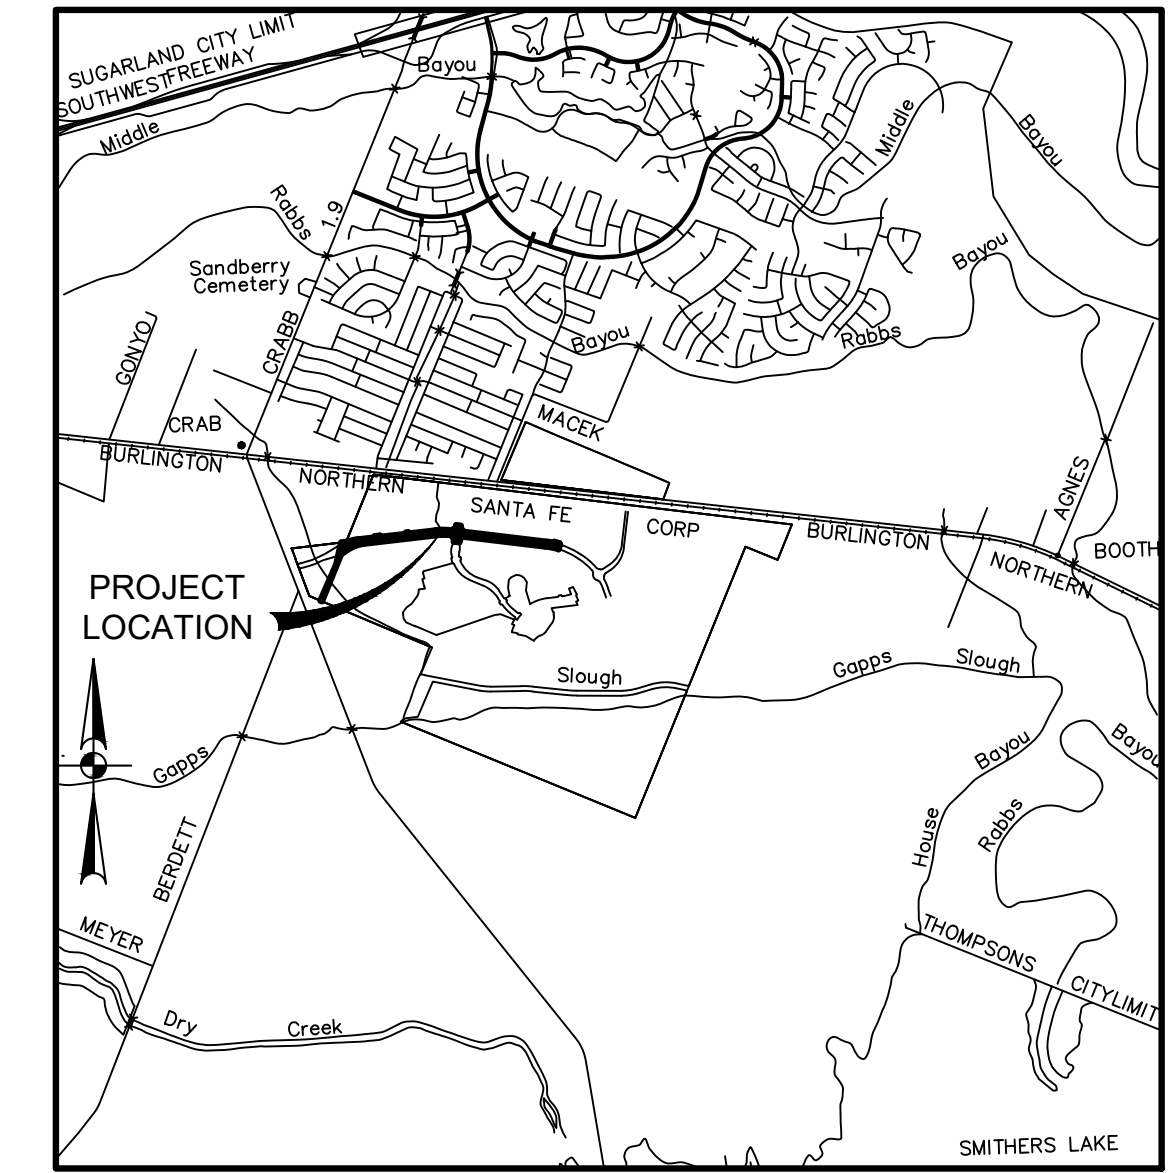 SUGARLAND CITY LIMIT
SOUTHWESTFREEWAY
Bayou
Middle
Middle
Bayou
Rabbs
1.9
Sandberry
Cemetery
Bayou
GONYO
CRABB
Bayou
Rabbs
CRAB
MACEK
BURLINGTON
NORTHERN
SANTA FE
CORP
BURLINGTON
NORTHERN
AGNES
BOOTH
PROJECT
LOCATION
Slough
Gapps
Slough
Gapps
Bayou
Bayou
House
Rabbs
BERDETT
MEYER
THOMPSONS
CITYLIMIT
Dry
Creek
SMITHERS LAKE